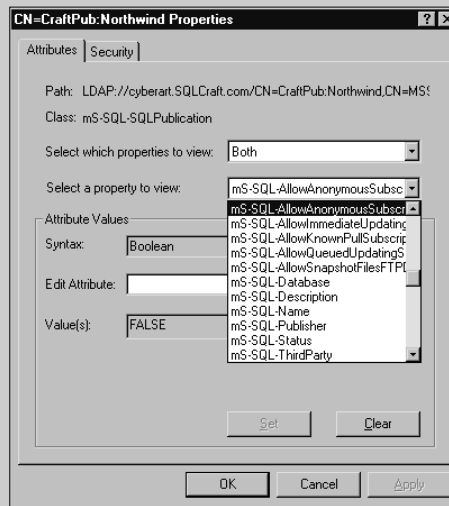 CN=CraftPub:Northwind Properties
Attributes Security
Path: LDAP://cyberart.SQLCraft.com/CN=CraftPub:Northwind,CN=MSS
Class: mS-SQL-SQLPublication
Select which properties to view: Both
Select a property to view: mS-SQL-AllowAnonymousSubsc
mS-SQL-AllowAnonymousSubscr
mS-SQL-AllowImmediateUpdating
mS-SQL-AllowKnownPullSubscrip
mS-SQL-AllowQueuedUpdatingS
mS-SQL-AllowSnapshotFilesFTPD
mS-SQL-Database
mS-SQL-Description
mS-SQL-Name
mS-SQL-Publisher
mS-SQL-Status
mS-SQL-ThirdParty
Attribute Values
Syntax: Boolean
Edit Attribute:
Value(s): FALSE
Set Clear
OK Cancel Apply